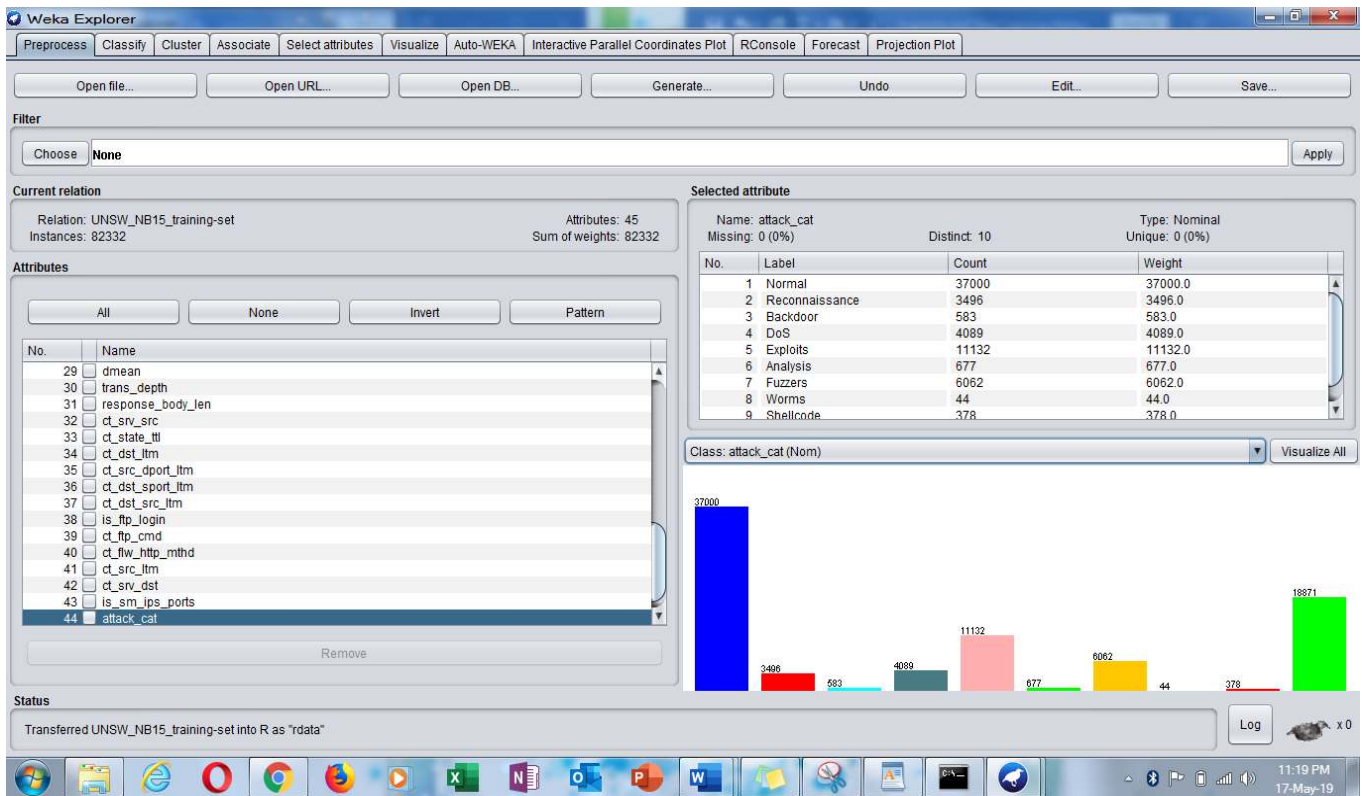 Weka Explorer
Preprocess Classify Cluster Associate Select attributes Visualize Auto-WEKA Interactive Parallel Coordinates Plot RConsole Forecast Projection Plot
Open file... Open URL... Open DB... Generate... Undo Edit... Save...
Filter
Choose None Apply
Current relation
Relation: UNSW_NB15_training-set Attributes: 45
Instances: 82332 Sum of weights: 82332
Attributes
All None Invert Pattern
No. Name
29 dmean
30 trans_depth
31 response_body_len
32 ct_srv_src
33 ct_state_ttl
34 ct_dst_ltm
35 ct_src_dport_ltm
36 ct_dst_sport_ltm
37 ct_dst_src_ltm
38 is_ftp_login
39 ct_ftp_cmd
40 ct_flw_http_mthd
41 ct_src_ltm
42 ct_srv_dst
43 is_sm_ips_ports
44 attack_cat
Remove
Selected attribute
Name: attack_cat Type: Nominal
Missing: 0 (0%) Distinct: 10 Unique: 0 (0%)
No. Label Count Weight
1 Normal 37000 37000.0
2 Reconnaissance 3496 3496.0
3 Backdoor 583 583.0
4 DoS 4089 4089.0
5 Exploits 11132 11132.0
6 Analysis 677 677.0
7 Fuzzers 6062 6062.0
8 Worms 44 44.0
9 Shellcode 378 378.0
Class: attack_cat (Nom) Visualize All
37000
3496
583
4089
11132
677
6062
44
378
18871
Status
Transferred UNSW_NB15_training-set into R as "rdata"
Log x 0
11:19 PM
17-May-19